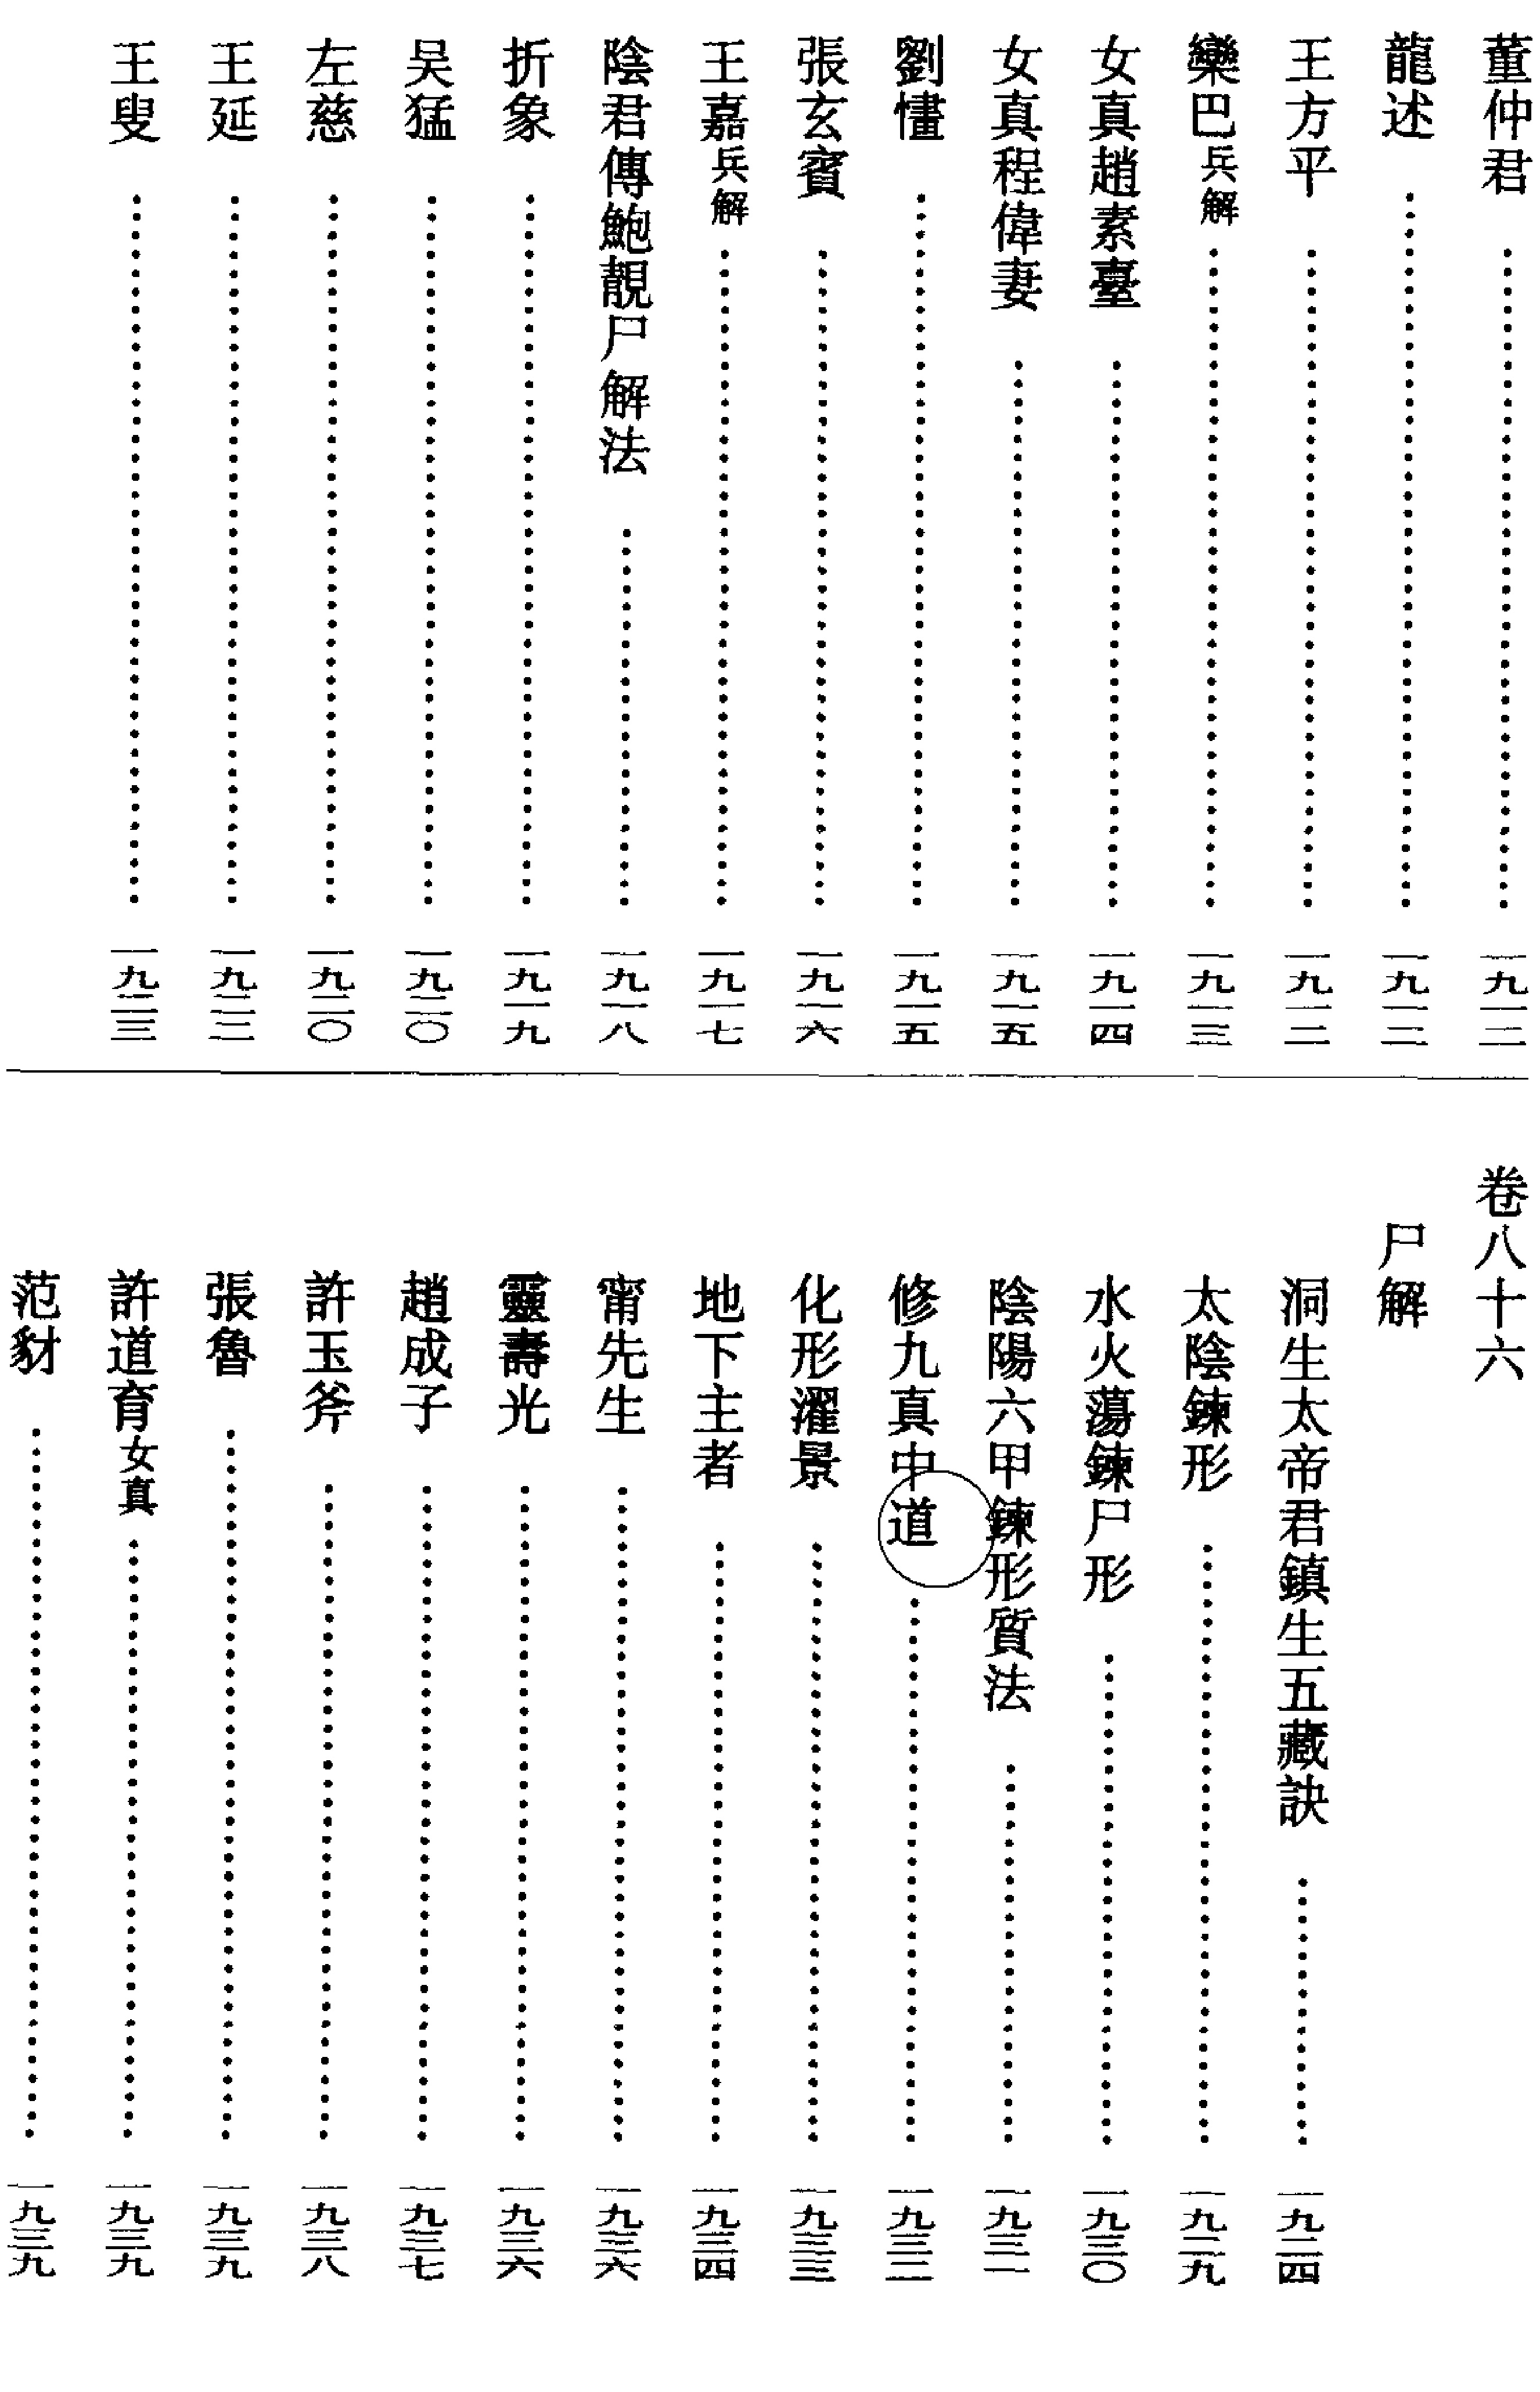 董仲君⋯⋯一九一二
龍述⋯⋯一九一二
王方平⋯⋯一九一二
欒巴兵解⋯⋯一九一三
女真趙素臺⋯⋯一九一四
女真程偉妻⋯⋯一九一五
劉㦎⋯⋯一九一五
張玄賓⋯⋯一九一六
王嘉兵解⋯⋯一九一七
陰君傳鮑靚尸解法⋯⋯一九一八
折象⋯⋯一九一九
吴猛⋯⋯一九二〇
左慈⋯⋯一九二〇
王延⋯⋯一九二二
王叟⋯⋯一九二三
卷八十六
尸解
洞生太帝君鎮生五藏訣⋯⋯一九二四
太陰鍊形⋯⋯一九二九
水火蕩鍊尸形⋯⋯一九三〇
陰陽六甲鍊形質法⋯⋯一九三一
修九真中道⋯⋯一九三二
化形濯景⋯⋯一九三三
地下主者⋯⋯一九三四
甯先生⋯⋯一九三六
靈壽光⋯⋯一九三六
趙成子⋯⋯一九三七
許玉斧⋯⋯一九三八
張魯⋯⋯一九三九
許道育女真⋯⋯一九三九
范豺⋯⋯一九三九